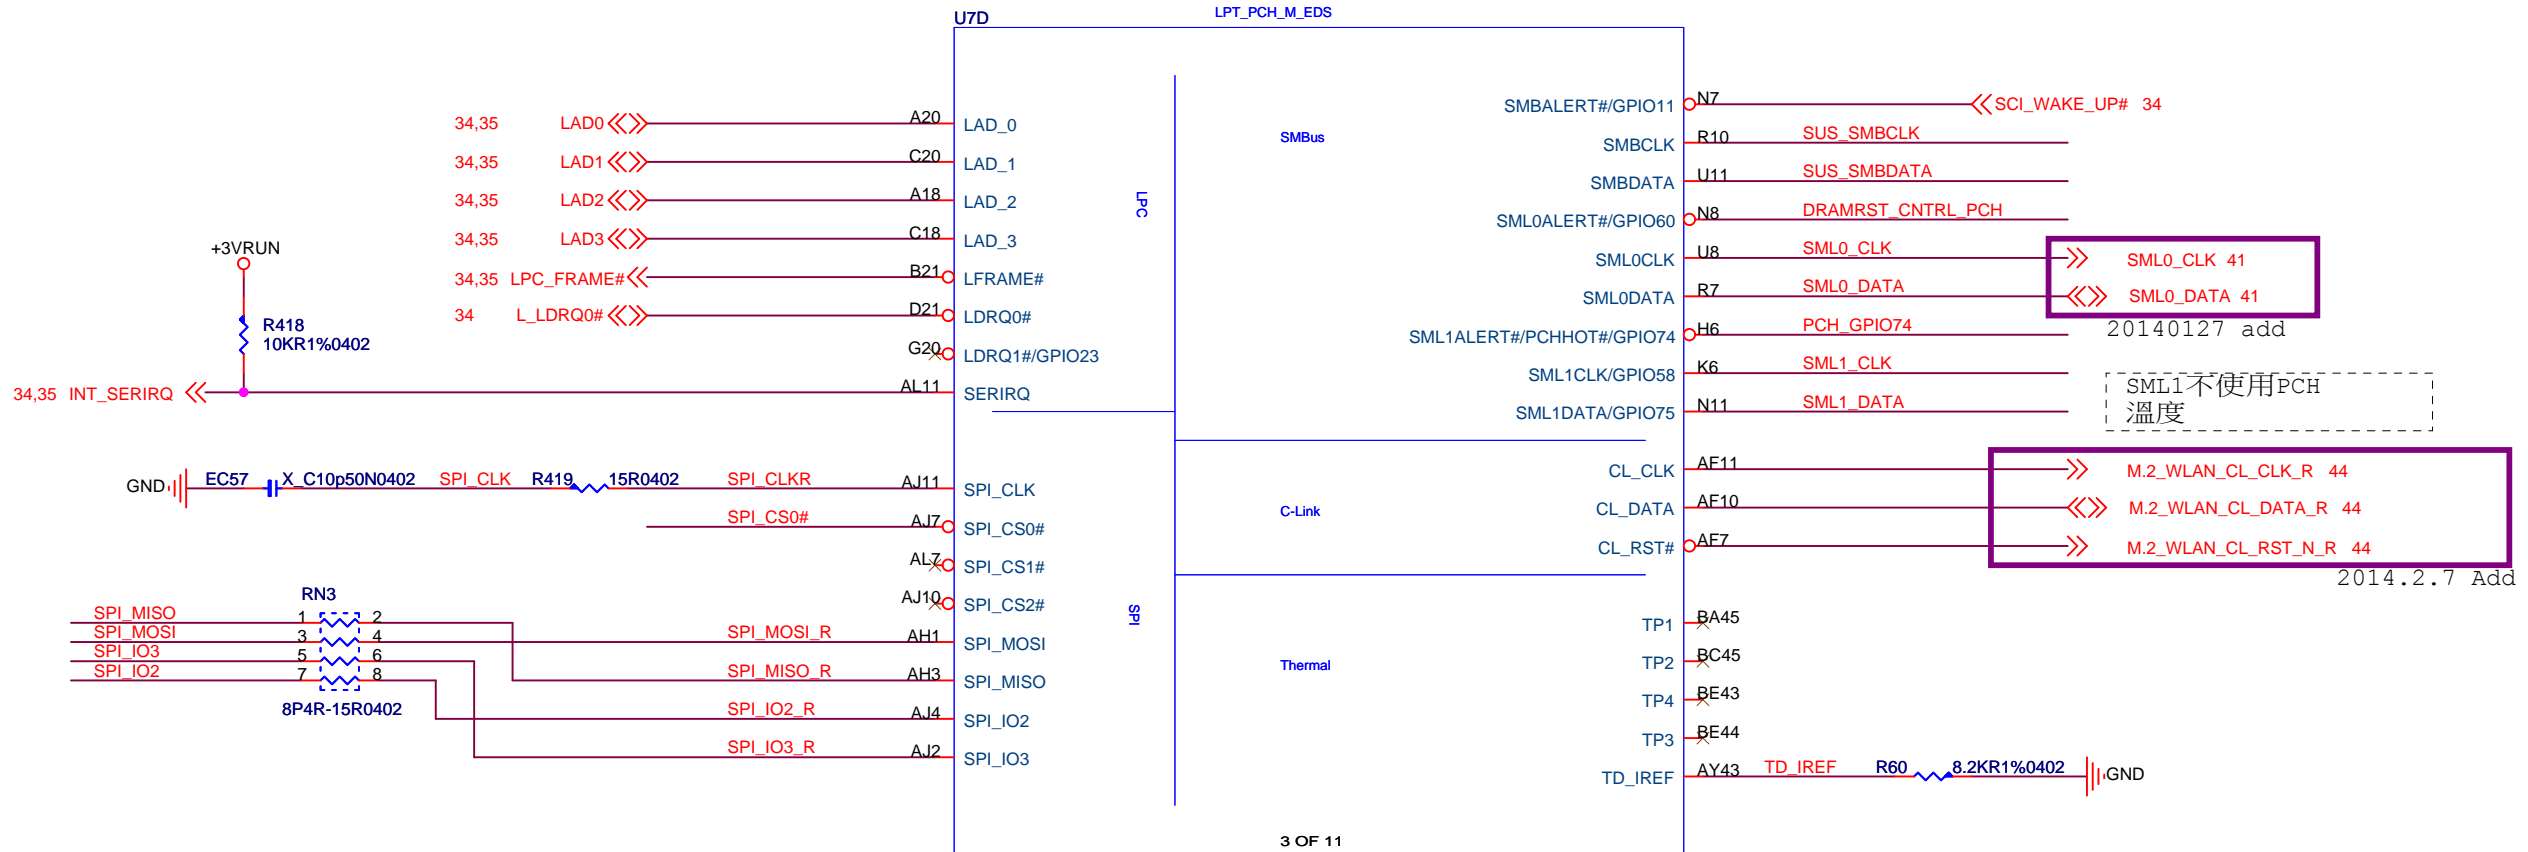 U7D
LPT_PCH_M_EDS
34,35 LAD0 A20 LAD_0
34,35 LAD1 C20 LAD_1
34,35 LAD2 A18 LAD_2
34,35 LAD3 C18 LAD_3
34,35 LPC_FRAME# B21 LFRAME#
34 L_LDRQ0# D21 LDRQ0#
G20 LDRQ1#/GPIO23
+3VRUN
R418
10KR1%0402
34,35 INT_SERIRQ AL11 SERIRQ
LPC
GND EC57 X_C10p50N0402 SPI_CLK R419 15R0402 SPI_CLKR AJ11 SPI_CLK
SPI_CS0# AJ7 SPI_CS0#
AL7 SPI_CS1#
AJ10 SPI_CS2#
RN3
SPI_MISO 1 2
SPI_MOSI 3 4
SPI_IO3 5 6
SPI_IO2 7 8
8P4R-15R0402
SPI_MOSI_R AH1 SPI_MOSI
SPI_MISO_R AH3 SPI_MISO
SPI_IO2_R AJ4 SPI_IO2
SPI_IO3_R AJ2 SPI_IO3
SPI
SMBus
SMBALERT#/GPIO11 N7 SCI_WAKE_UP# 34
SMBCLK R10 SUS_SMBCLK
SMBDATA U11 SUS_SMBDATA
SML0ALERT#/GPIO60 N8 DRAMRST_CNTRL_PCH
SML0CLK U8 SML0_CLK SML0_CLK 41
SML0DATA R7 SML0_DATA SML0_DATA 41
20140127 add
SML1ALERT#/PCHHOT#/GPIO74 H6 PCH_GPIO74
SML1CLK/GPIO58 K6 SML1_CLK
SML1DATA/GPIO75 N11 SML1_DATA
SML1不使用PCH
溫度
C-Link
CL_CLK AF11 M.2_WLAN_CL_CLK_R 44
CL_DATA AF10 M.2_WLAN_CL_DATA_R 44
CL_RST# AF7 M.2_WLAN_CL_RST_N_R 44
2014.2.7 Add
Thermal
TP1 BA45
TP2 BC45
TP4 BE43
TP3 BE44
TD_IREF AY43 TD_IREF R60 8.2KR1%0402 GND
3 OF 11